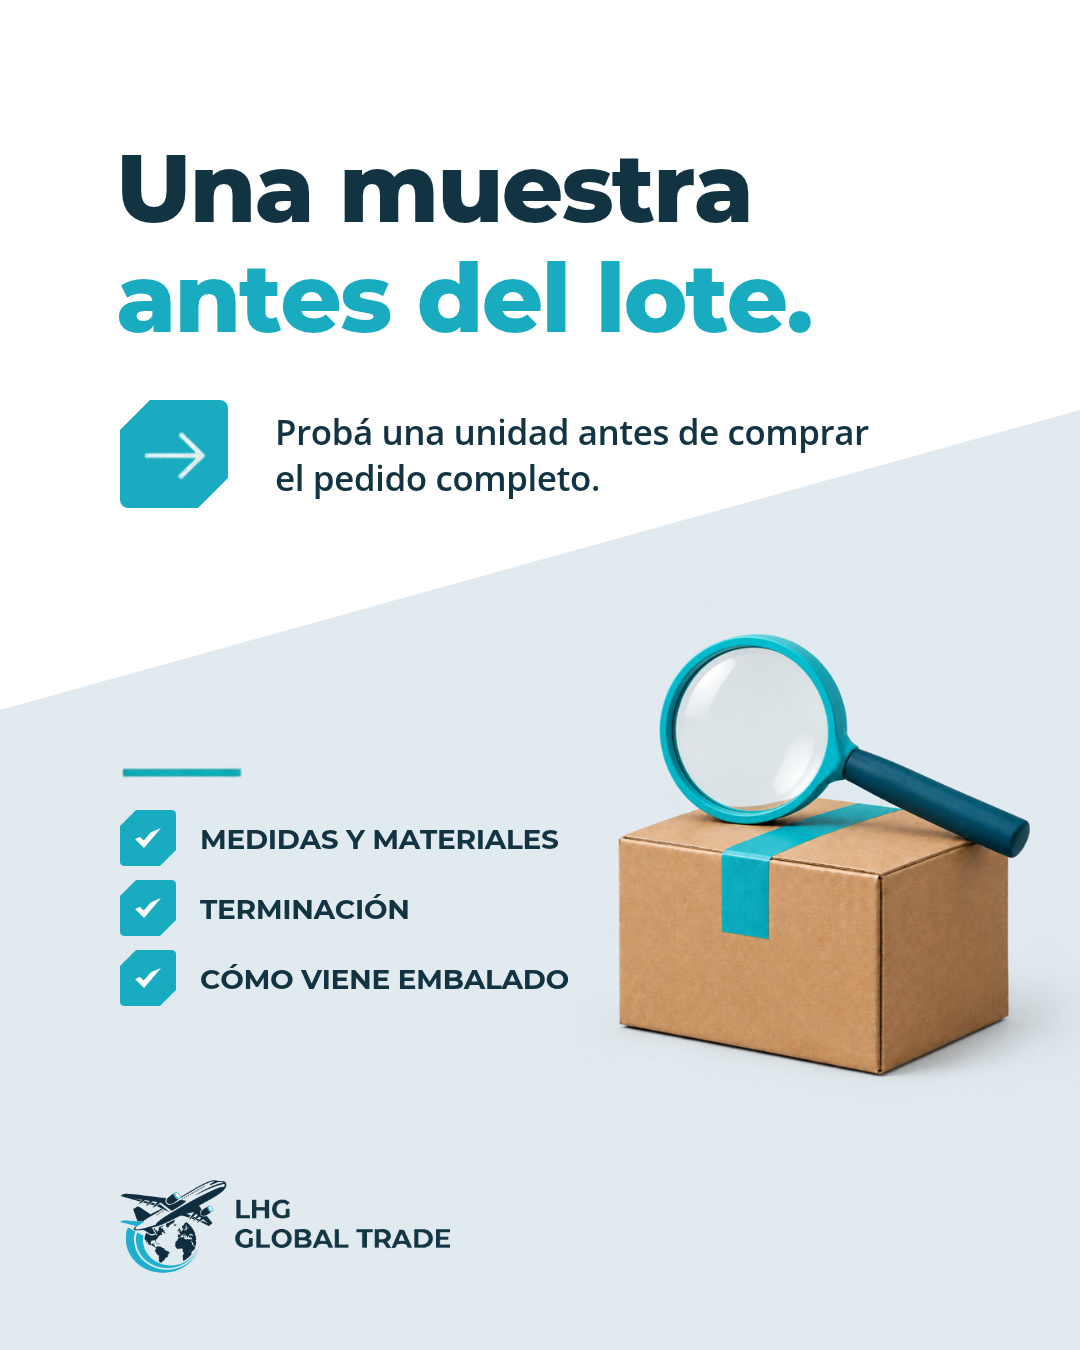 Una muestra
antes del lote.
Probá una unidad antes de comprar
el pedido completo.
MEDIDAS Y MATERIALES
TERMINACIÓN
CÓMO VIENE EMBALADO
LHG
GLOBAL TRADE